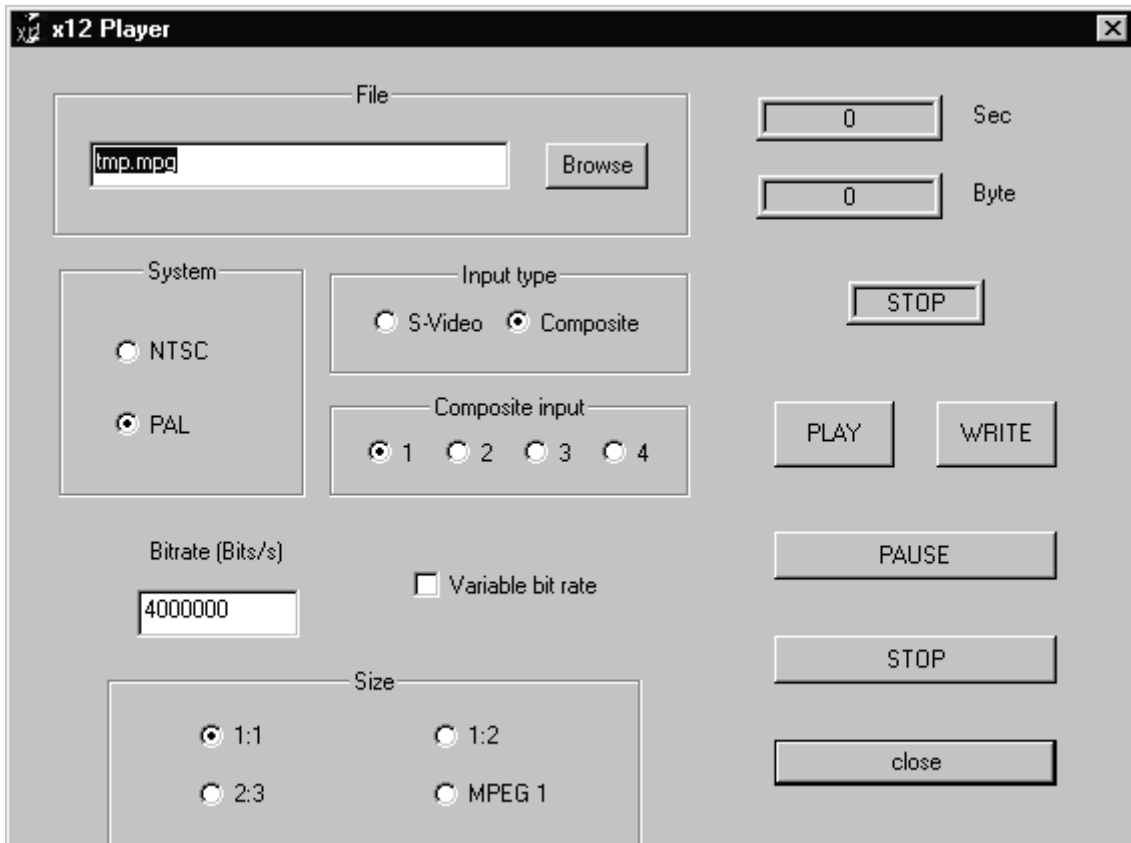 x12 Player
File
tmp.mpg
Browse
0 Sec
0 Byte
System
NTSC
PAL
Input type
S-Video Composite
STOP
Composite input
1 2 3 4
PLAY WRITE
Bitrate (Bits/s)
4000000
Variable bit rate
PAUSE
STOP
Size
1:1 1:2
2:3 MPEG 1
close